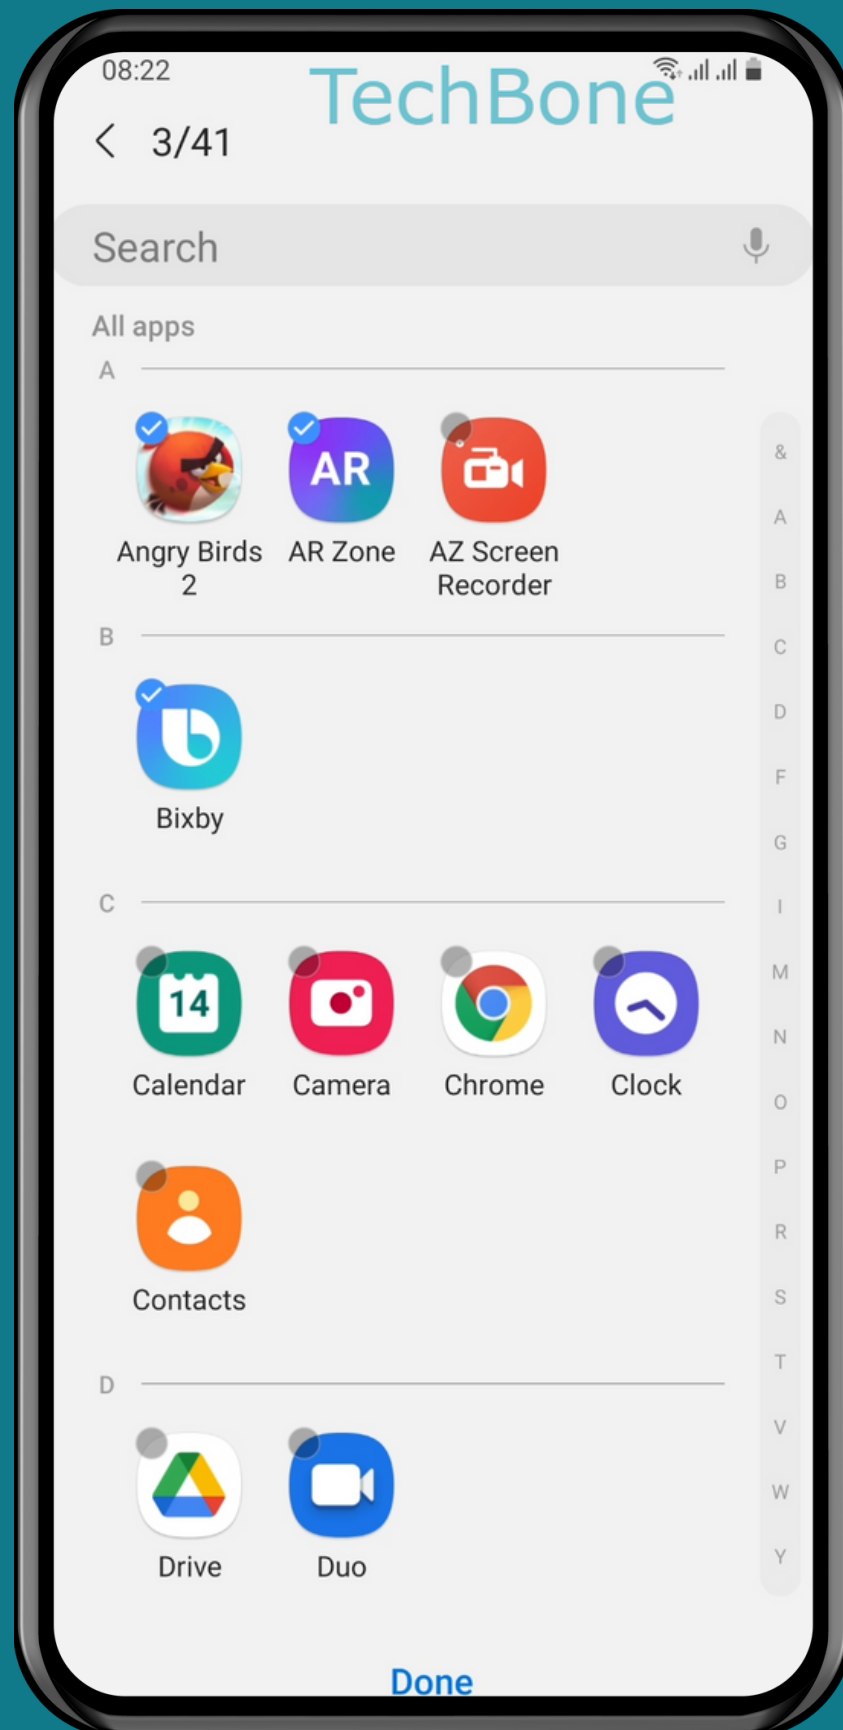 08:22
TechBone
3/41
Search
All apps
A
AR
Angry Birds 2
AR Zone
AZ Screen Recorder
B
Bixby
C
14
Calendar
Camera
Chrome
Clock
Contacts
D
Drive
Duo
Done
&
A
B
C
D
F
G
I
M
N
O
P
R
S
T
V
W
Y